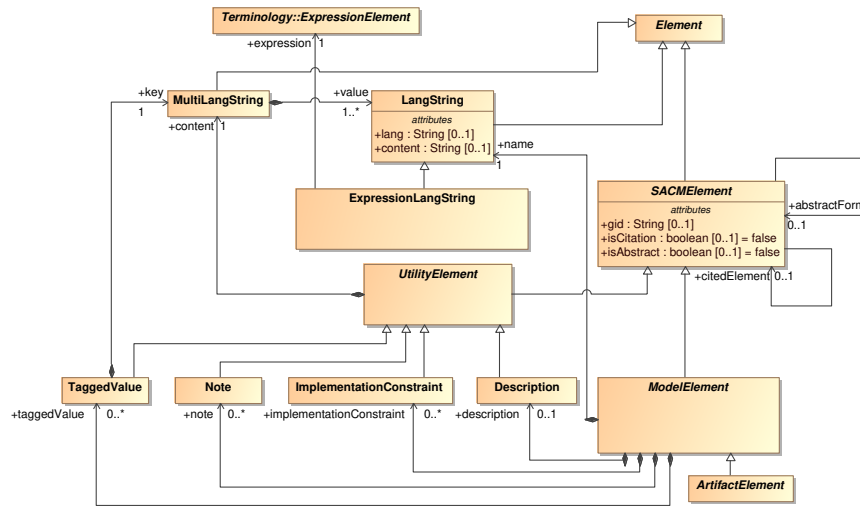 Terminology::ExpressionElement
Element
+expression 1
+key
1
MultiLangString
+content 1
+value
1..*
LangString
attributes
+lang : String [0..1]
+content : String [0..1]
+name
1
ExpressionLangString
SACMElement
attributes
+gid : String [0..1]
+isCitation : boolean [0..1] = false
+isAbstract : boolean [0..1] = false
+abstractForm
0..1
+citedElement 0..1
UtilityElement
TaggedValue
Note
ImplementationConstraint
Description
ModelElement
+taggedValue 0..*
+note 0..*
+implementationConstraint 0..*
+description 0..1
ArtifactElement